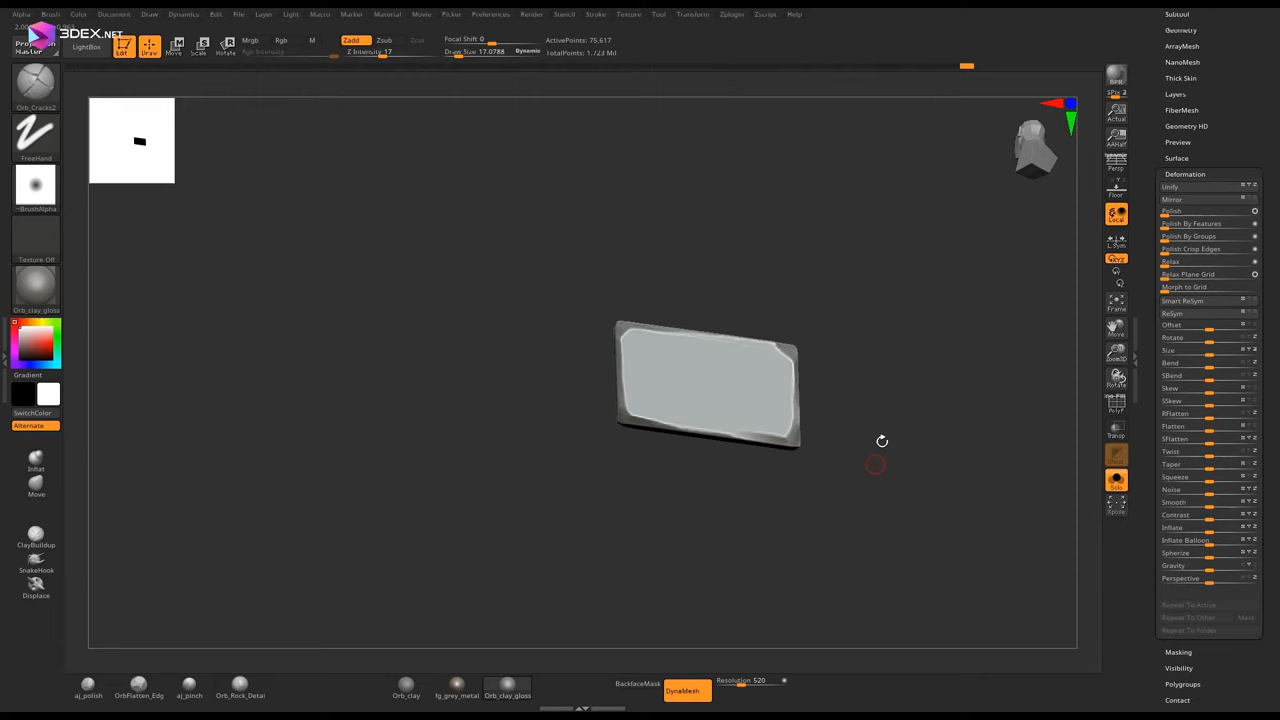 Alpha Brush Color Document Draw Dynamics Edit File Layer Light Macro Marker Material Movie Picker Preferences Render Stencil Stroke Texture Tool Transform Zplugin Zscript Help
3DEX.NET
Master
LightBox
Edit
Draw
Move
Scale
Rotate
Mrgb Rgb M
Rgb Intensity
Zadd Zsub Zcut
Z Intensity 17
Focal Shift 0
Draw Size 17.0788 Dynamic
ActivePoints: 75,617
TotalPoints: 1.723 Mil
Orb_Cracks2
FreeHand
~BrushAlpha
Texture Off
Orb_clay_gloss
Gradient
SwitchColor
Alternate
Inflat
Move
ClayBuildup
SnakeHook
Displace
BPR
SPix 3
Actual
AAHalf
Dynamic
Persp
Floor
Local
L.Sym
XYZ
Frame
Move
Zoom3D
Rotate
PolyF
Transp
Solo
Xpose
Subtool
Geometry
ArrayMesh
NanoMesh
Thick Skin
Layers
FiberMesh
Geometry HD
Preview
Surface
Deformation
Unify
Mirror
Polish
Polish By Features
Polish By Groups
Polish Crisp Edges
Relax
Relax Plane Grid
Morph to Grid
Smart ReSym
ReSym
Offset
Rotate
Size
Bend
SBend
Skew
SSkew
RFlatten
Flatten
SFlatten
Twist
Taper
Squeeze
Noise
Smooth
Contrast
Inflate
Inflate Balloon
Spherize
Gravity
Perspective
Repeat To Active
Repeat To Other Mask
Repeat To Folder
Masking
Visibility
Polygroups
Contact
aj_polish
OrbFlatten_Edg
aj_pinch
Orb_Rock_Detai
Orb_clay
fg_grey_metal
Orb_clay_gloss
BackfaceMask
DynaMesh
Resolution 520